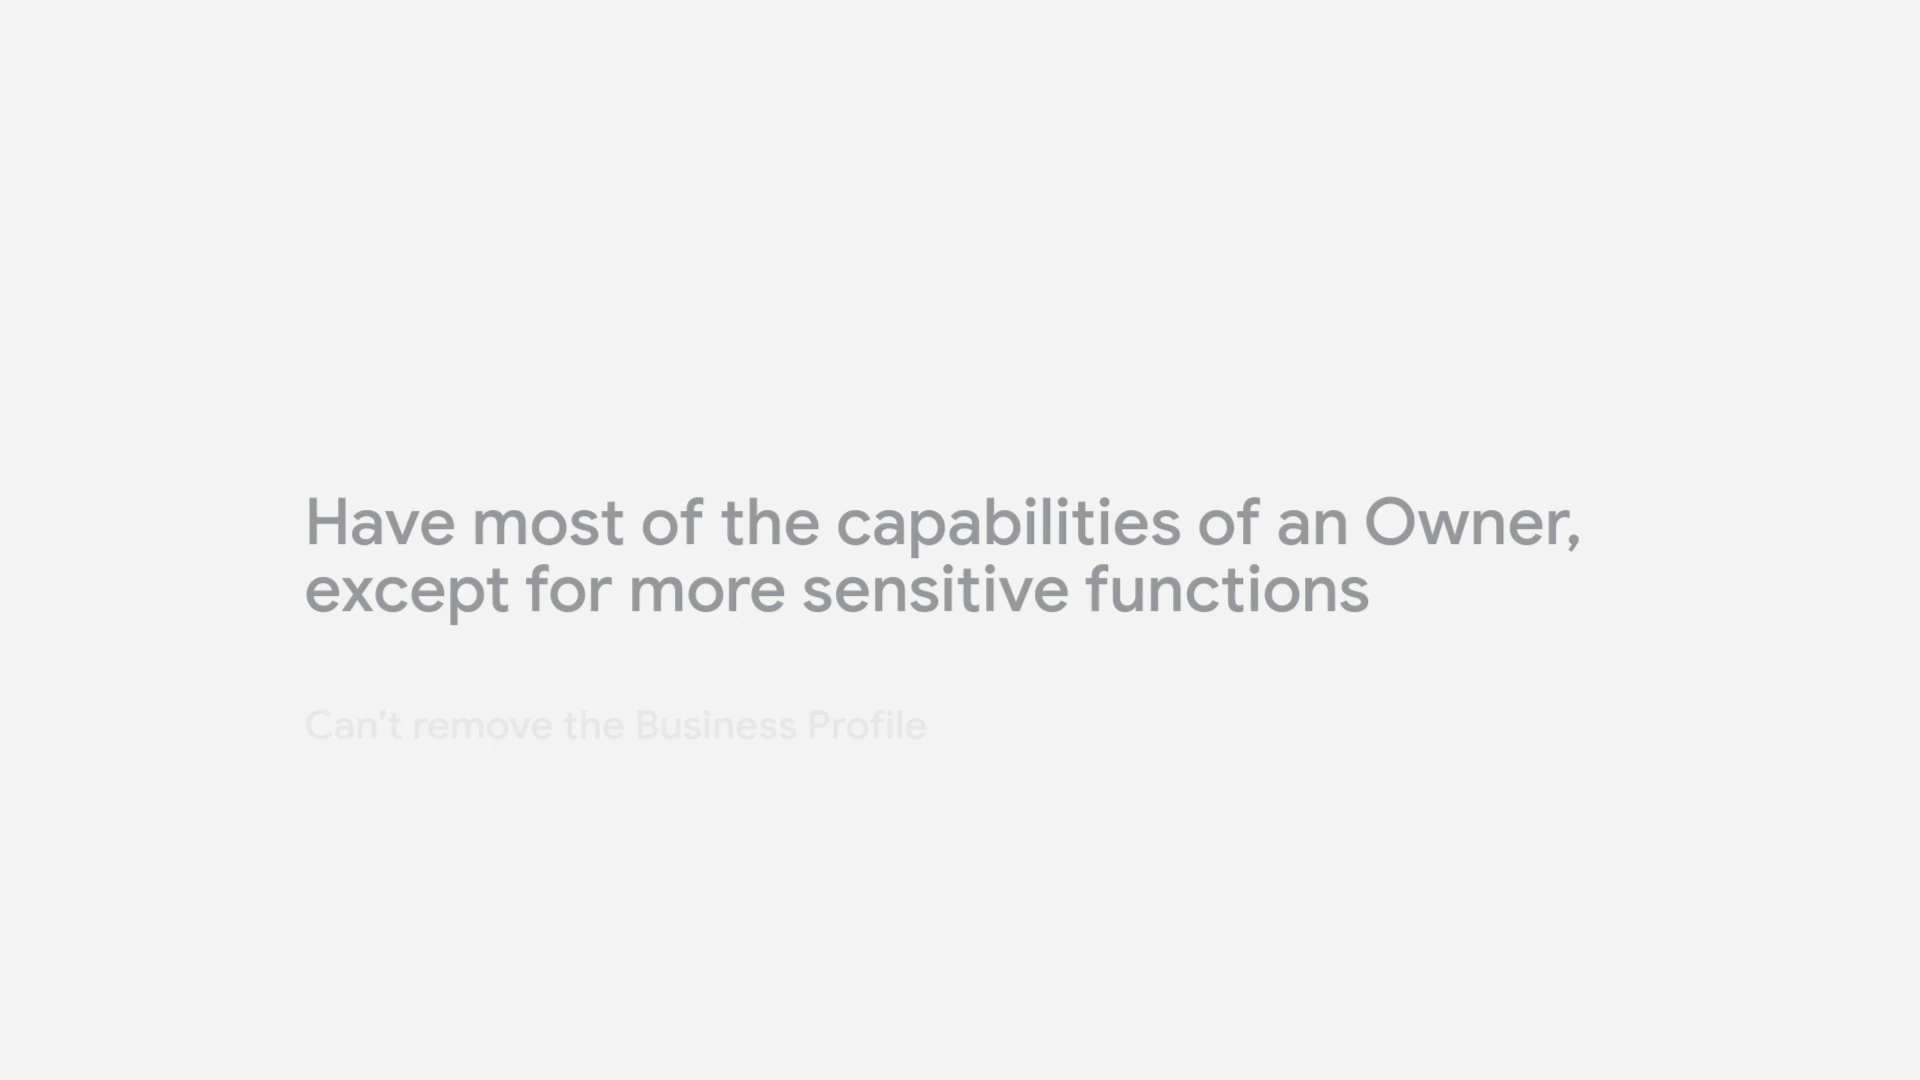 Have most of the capabilities of an Owner,
except for more sensitive functions
Can’t remove the Business Profile